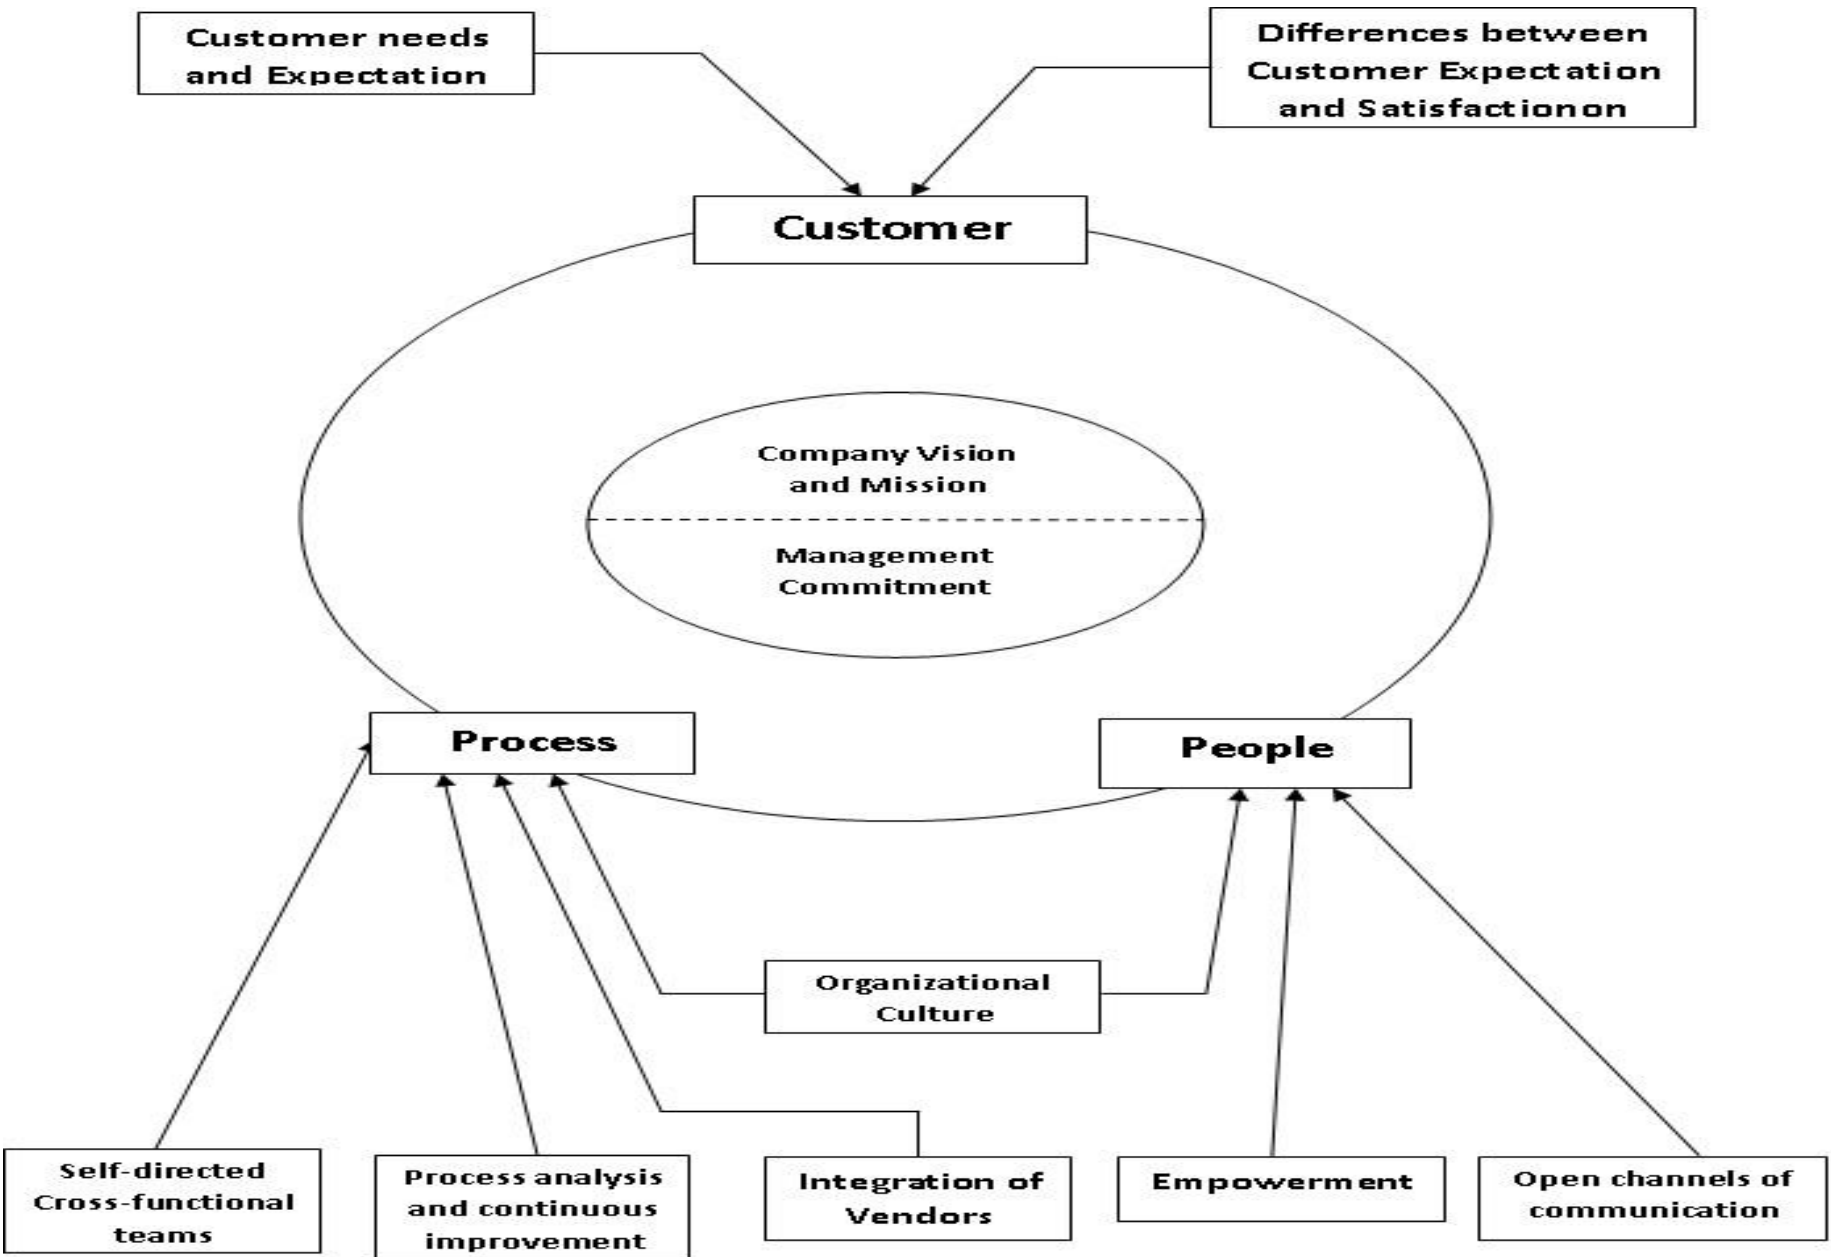 Customer needs
and Expectation
Differences between
Customer Expectation
and Satisfactionon
Customer
Company Vision
and Mission
Management
Commitment
Process
People
Organizational
Culture
Self-directed
Cross-functional
teams
Process analysis
and continuous
improvement
Integration of
Vendors
Empowerment
Open channels of
communication